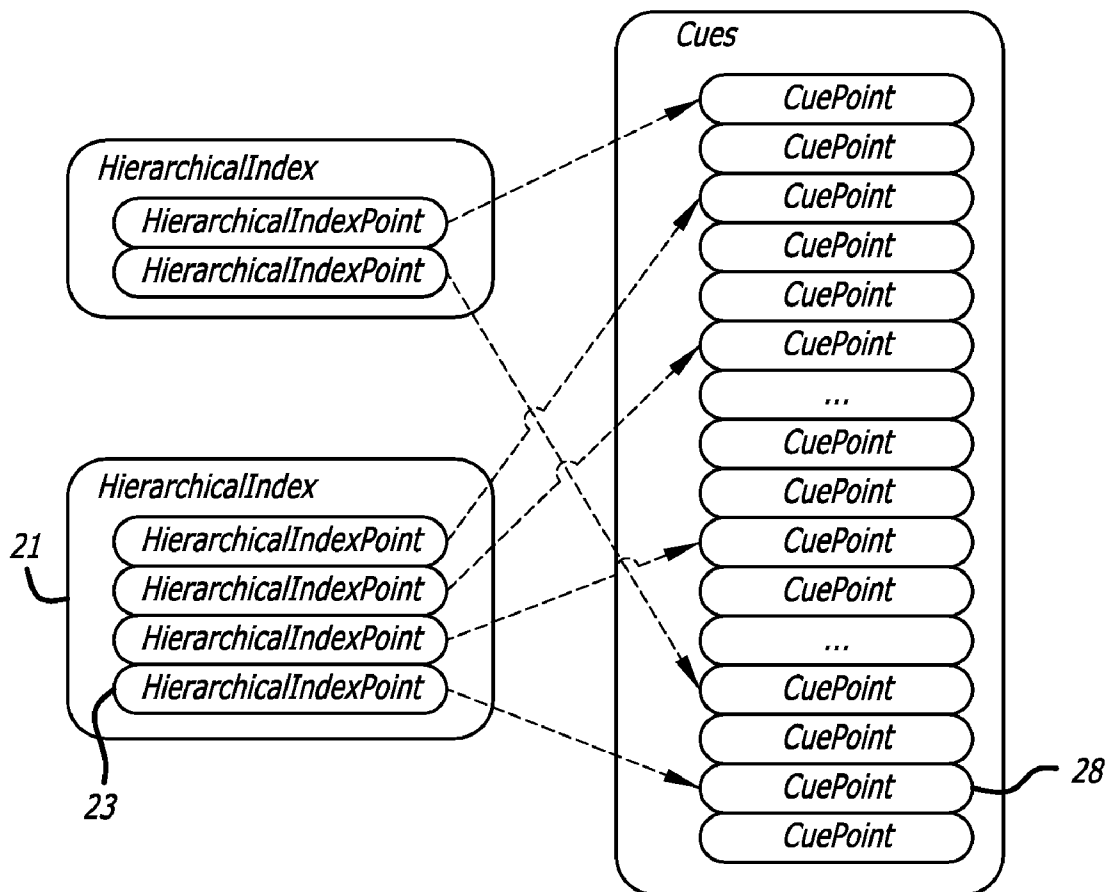 HierarchicalIndex
HierarchicalIndexPoint
HierarchicalIndexPoint
HierarchicalIndex
HierarchicalIndexPoint
HierarchicalIndexPoint
HierarchicalIndexPoint
HierarchicalIndexPoint
21
23
Cues
CuePoint
CuePoint
CuePoint
CuePoint
CuePoint
CuePoint
...
CuePoint
CuePoint
CuePoint
CuePoint
...
CuePoint
CuePoint
CuePoint
CuePoint
28